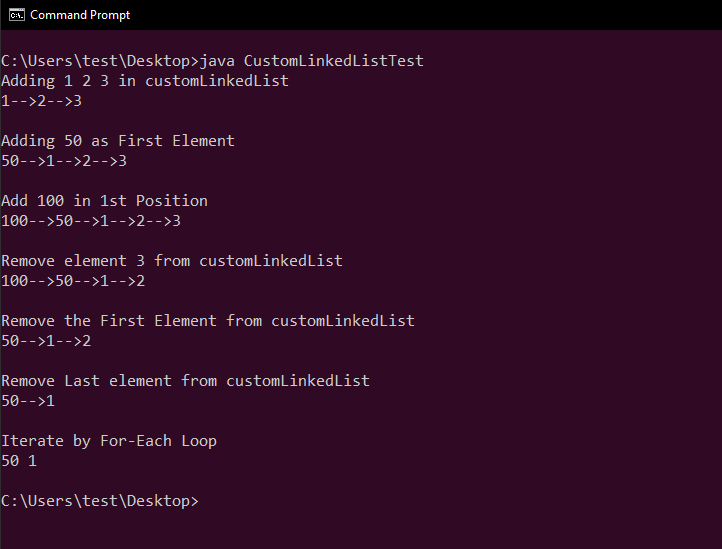 Command Prompt
C:\Users\test\Desktop>java CustomLinkedListTest
Adding 1 2 3 in customLinkedList
1-->2-->3
Adding 50 as First Element
50-->1-->2-->3
Add 100 in 1st Position
100-->50-->1-->2-->3
Remove element 3 from customLinkedList
100-->50-->1-->2
Remove the First Element from customLinkedList
50-->1-->2
Remove Last element from customLinkedList
50-->1
Iterate by For-Each Loop
50 1
C:\Users\test\Desktop>